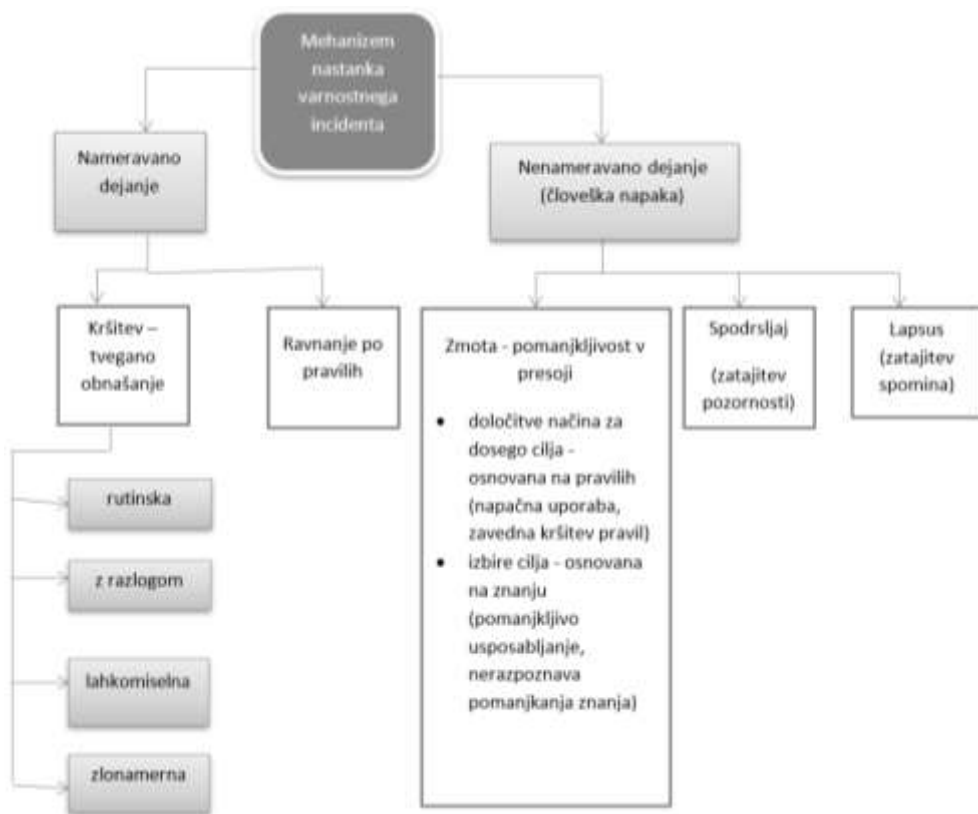 Mehanizem
nastanka
varnostnega
incidenta
Nameravano
dejanje
Nenameravano dejanje
(človeška napaka)
Kršitev –
tvegano
obnašanje
Ravnanje po
pravilih
Zmota - pomanjkljivost v
presoji
• določitve načina za
dosego cilja -
osnovana na pravilih
(napačna uporaba,
zavedna kršitev pravil)
• izbire cilja - osnovana
na znanju
(pomanjkljivo
usposabljanje,
nerazpoznava
pomanjkanja znanja)
Spodrsljaj
(zatajitev
pozornosti)
Lapsus
(zatajitev
spomina)
rutinska
z razlogom
lahkomiselna
zlonamerna